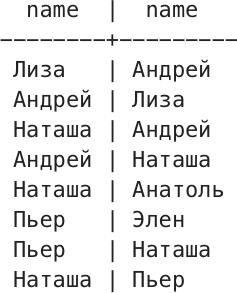 name  |  name
--------+---------
 Лиза   | Андрей
 Андрей | Лиза
 Наташа | Андрей
 Андрей | Наташа
 Наташа | Анатоль
 Пьер   | Элен
 Пьер   | Наташа
 Наташа | Пьер